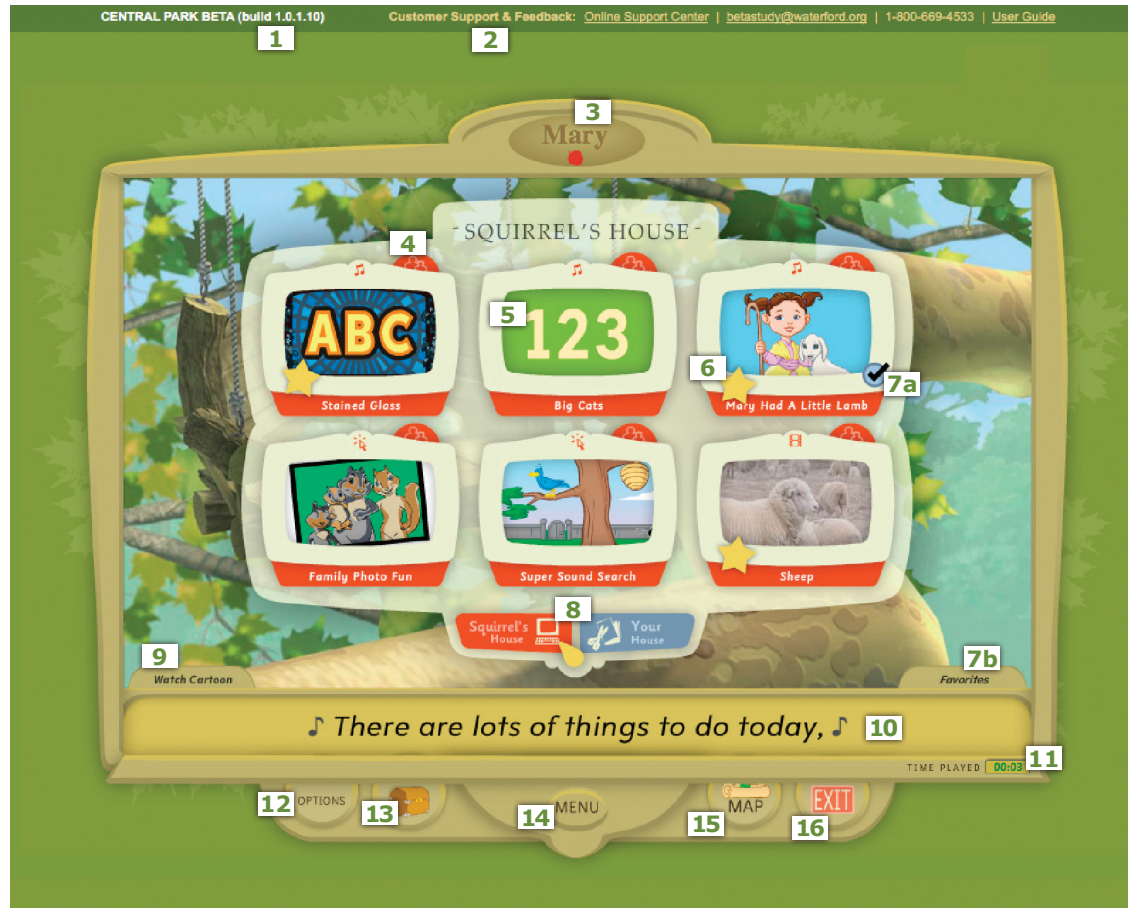 CENTRAL PARK BETA (build 1.0.1.10)
Customer Support & Feedback: Online Support Center | betastudy@waterford.org | 1-800-669-4533 | User Guide
1
2
3
Mary
-SQUIRREL'S HOUSE-
4
5
ABC
123
6
7a
Stained Glass
Big Cats
Mary Had A Little Lamb
Family Photo Fun
Super Sound Search
Sheep
8
Squirrel's
House
Your
House
9
Watch Cartoon
7b
Favorites
♪ There are lots of things to do today, ♪
10
TIME PLAYED 00:03
11
12
OPTIONS
13
14
MENU
15
MAP
16
EXIT